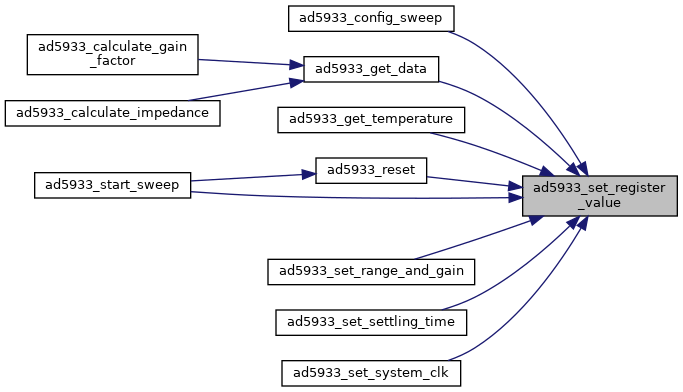 ad5933_config_sweep
ad5933_calculate_gain
_factor
ad5933_get_data
ad5933_calculate_impedance
ad5933_get_temperature
ad5933_reset
ad5933_start_sweep
ad5933_set_register
_value
ad5933_set_range_and_gain
ad5933_set_settling_time
ad5933_set_system_clk